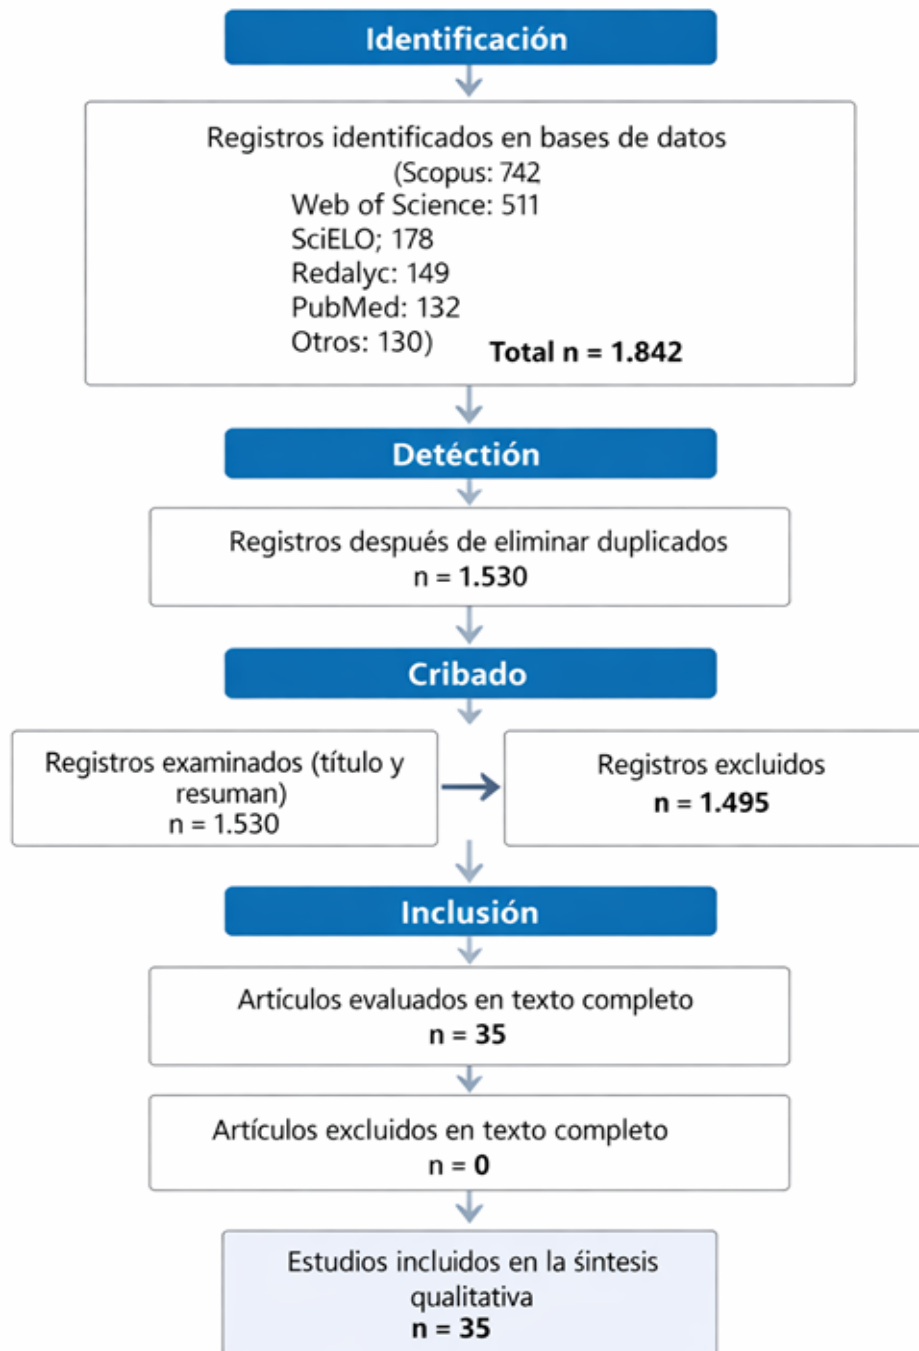 Identificación
Registros identificados en bases de datos
(Scopus: 742
Web of Science: 511
SciELO; 178
Redalyc: 149
PubMed: 132
Otros: 130)
Total n = 1.842
Detéctión
Registros después de eliminar duplicados
n = 1.530
Cribado
Registros examinados (título y
resuman)
n = 1.530
Registros excluidos
n = 1.495
Inclusión
Artículos evaluados en texto completo
n = 35
Artículos excluidos en texto completo
n = 0
Estudios incluidos en la śintesis
qualitativa
n = 35